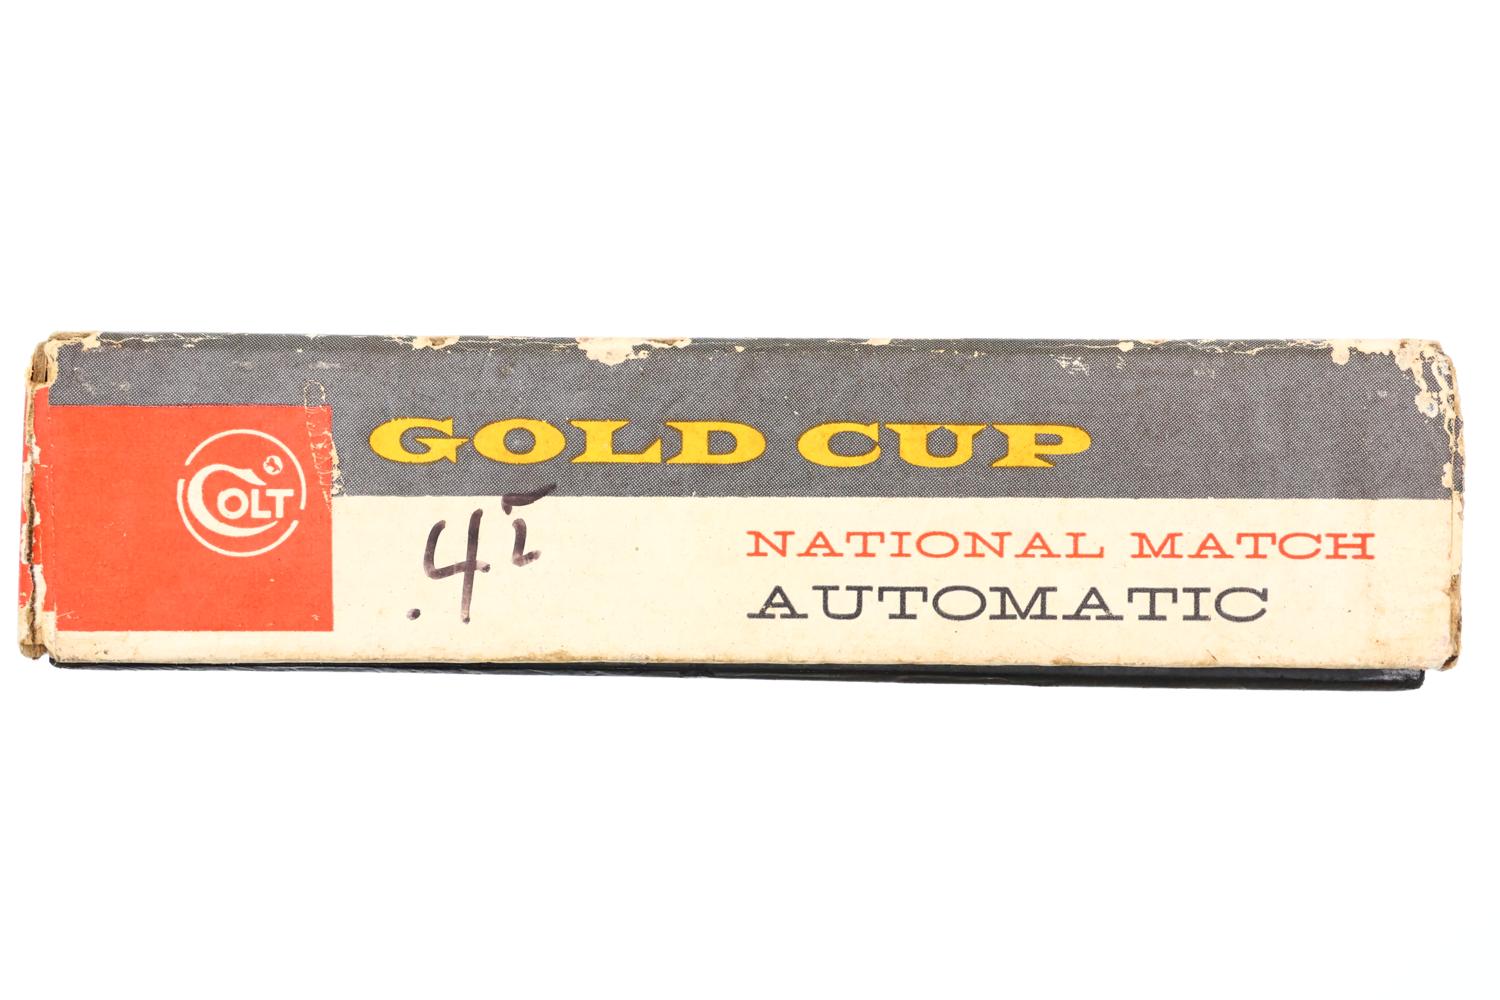 COLT
GOLD CUP
.45
NATIONAL MATCH
AUTOMATIC